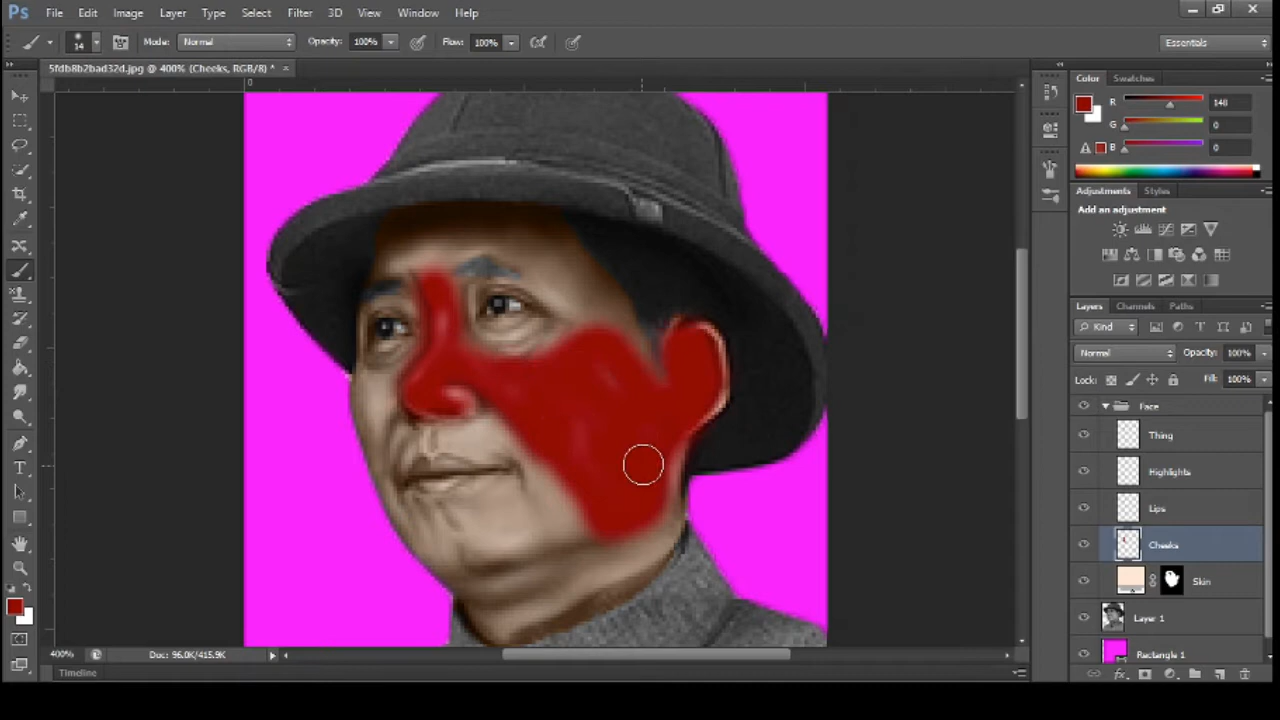 Ps File Edit Image Layer Type Select Filter 3D View Window Help
14 Mode: Normal Opacity: 100% Flow: 100% Essentials
5fdb8b2bad32d.jpg @ 400% (Cheeks, RGB/8) *
0
Color Swatches
R 148
G 0
B 0
Adjustments Styles
Add an adjustment
Layers Channels Paths
Kind
Normal Opacity: 100%
Lock: Fill: 100%
Face
Thing
Highlights
Lips
Cheeks
Skin
Layer 1
Rectangle 1
400% Doc: 96.0K/415.9K
Timeline